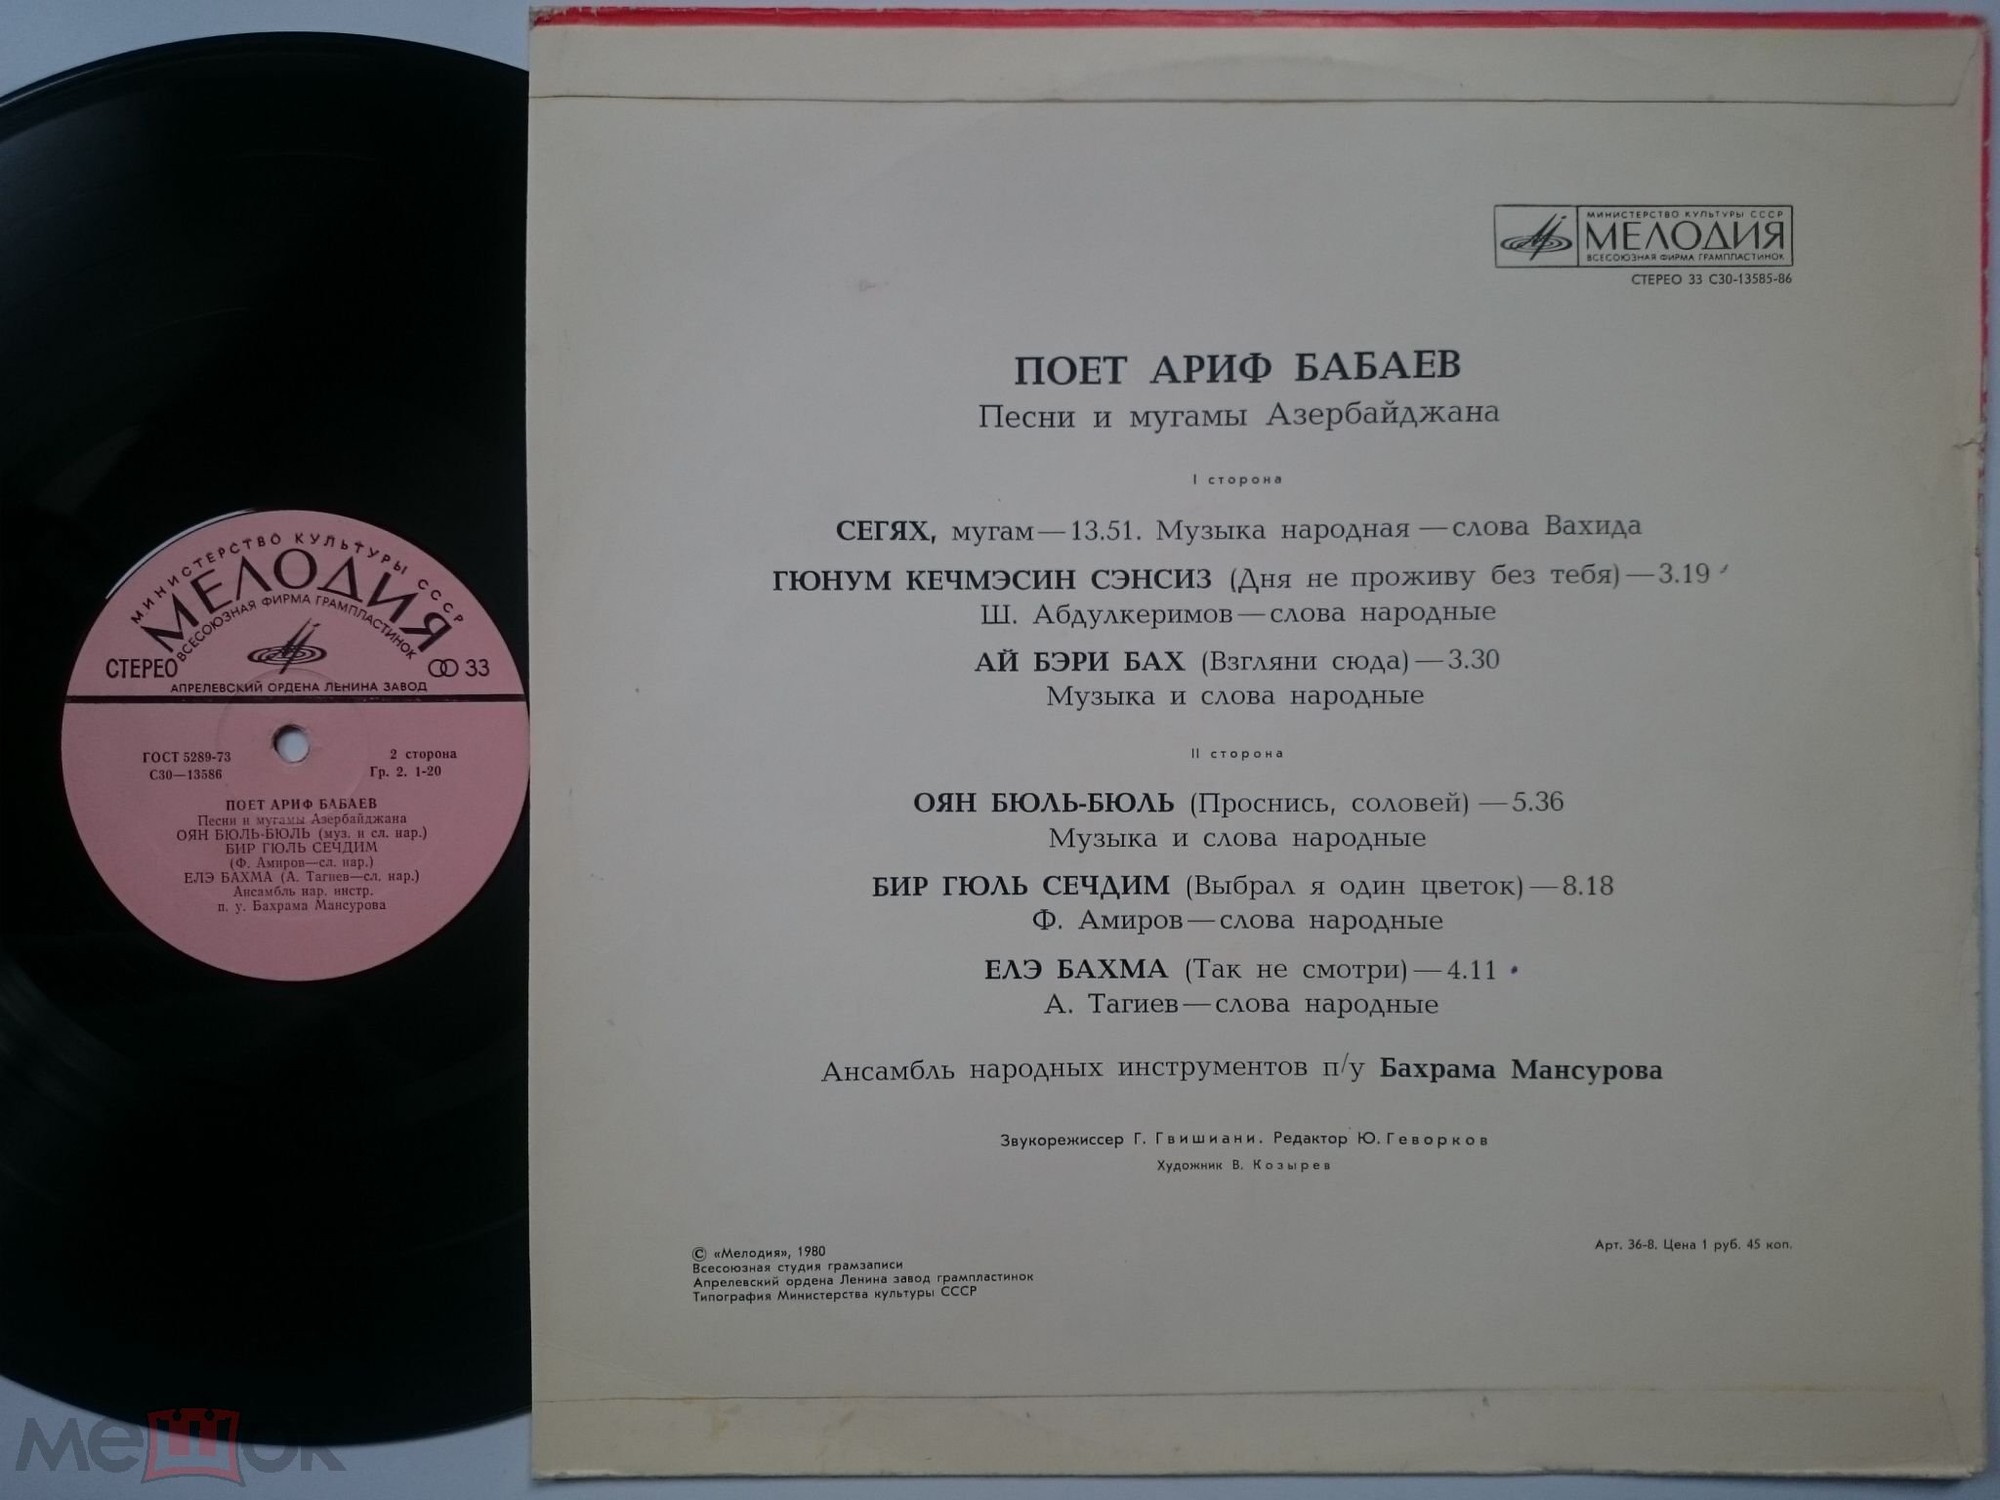 МИНИСТЕРСТВО КУЛЬТУРЫ СССР
МЕЛОДИЯ
ВСЕСОЮЗНАЯ ФИРМА ГРАМПЛАСТИНОК
СТЕРЕО 33 С30-13585-86
ПОЕТ АРИФ БАБАЕВ
Песни и мугамы Азербайджана
I сторона
СЕГЯХ, мугам — 13.51. Музыка народная — слова Вахида
ГЮНУМ КЕЧМЭСИН СЭНСИЗ (Дня не проживу без тебя) — 3.19
Ш. Абдулкеримов — слова народные
АЙ БЭРИ БАХ (Взгляни сюда) — 3.30
Музыка и слова народные
II сторона
ОЯН БЮЛЬ-БЮЛЬ (Проснись, соловей) — 5.36
Музыка и слова народные
БИР ГЮЛЬ СЕЧДИМ (Выбрал я один цветок) — 8.18
Ф. Амиров — слова народные
ЕЛЭ БАХМА (Так не смотри) — 4.11
А. Тагиев — слова народные
Ансамбль народных инструментов п/у Бахрама Мансурова
Звукорежиссер Г. Гвишиани. Редактор Ю. Геворков
Художник В. Козырев
© «Мелодия», 1980
Всесоюзная студия грамзаписи
Апрелевский ордена Ленина завод грампластинок
Типография Министерства культуры СССР
Арт. 36-8. Цена 1 руб. 45 коп.
МИНИСТЕРСТВО КУЛЬТУРЫ СССР
МЕЛОДИЯ
ВСЕСОЮЗНАЯ ФИРМА ГРАМПЛАСТИНОК
СТЕРЕО 33
АПРЕЛЕВСКИЙ ОРДЕНА ЛЕНИНА ЗАВОД
ГОСТ 5289-73 2 сторона
С30—13586 Гр. 2. 1-20
ПОЕТ АРИФ БАБАЕВ
Песни и мугамы Азербайджана
ОЯН БЮЛЬ-БЮЛЬ (муз. и сл. нар.)
БИР ГЮЛЬ СЕЧДИМ
(Ф. Амиров—сл. нар.)
ЕЛЭ БАХМА (А. Тагиев—сл. нар.)
Ансамбль нар. инстр.
п. у. Бахрама Мансурова
мешок